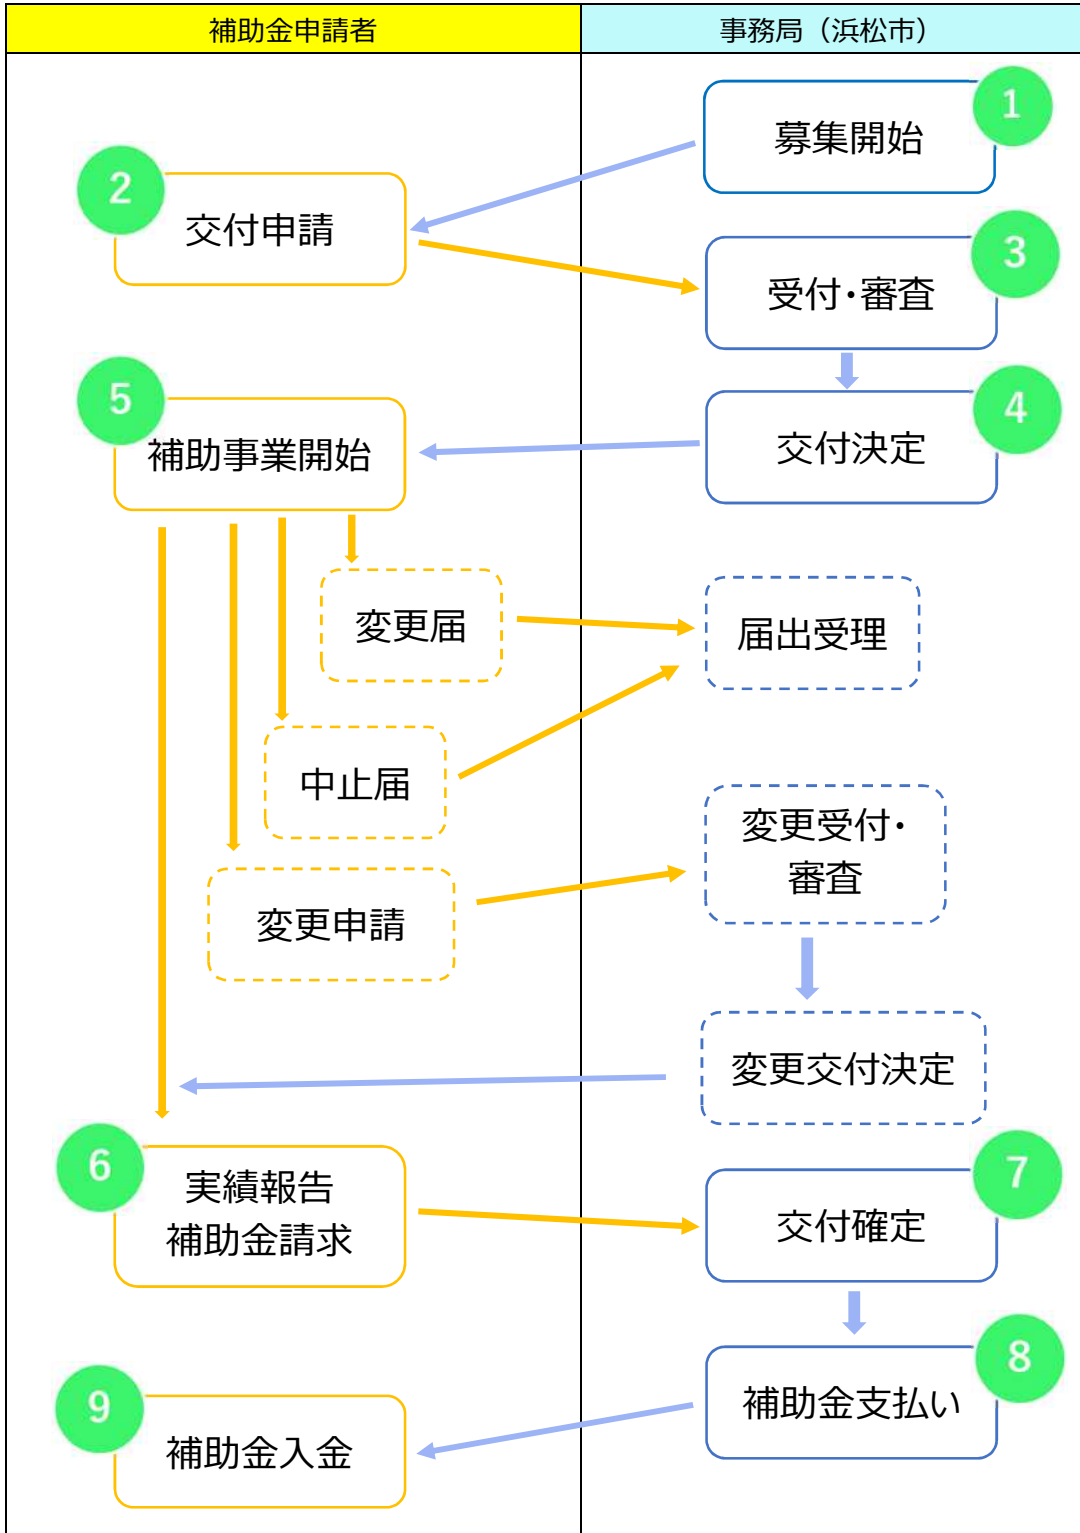 補助金申請者
事務局（浜松市）
1
募集開始
2
交付申請
3
受付・審査
4
交付決定
5
補助事業開始
変更届
届出受理
中止届
変更受付・
審査
変更申請
変更交付決定
6
実績報告
補助金請求
7
交付確定
8
補助金支払い
9
補助金入金